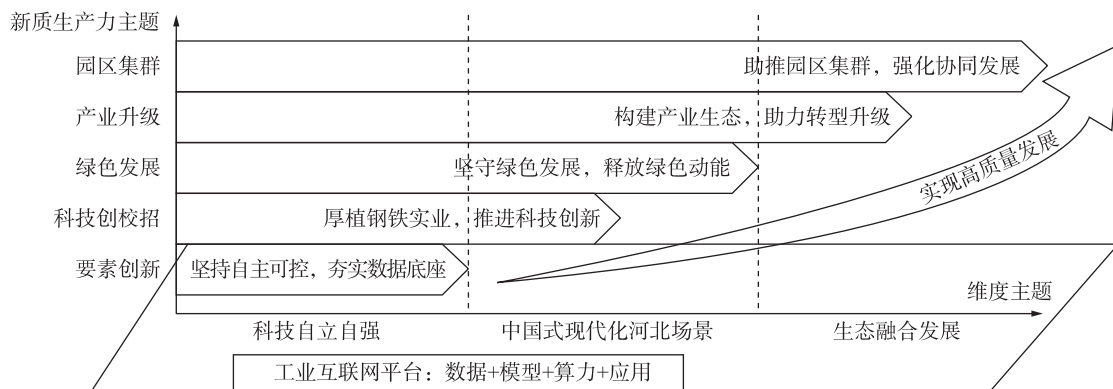 新质生产力主题
园区集群
助推园区集群，强化协同发展
产业升级
构建产业生态，助力转型升级
绿色发展
坚守绿色发展，释放绿色动能
实现高质量发展
科技创校招
厚植钢铁实业，推进科技创新
要素创新
坚持自主可控，夯实数据底座
维度主题
科技自立自强
中国式现代化河北场景
生态融合发展
工业互联网平台：数据+模型+算力+应用